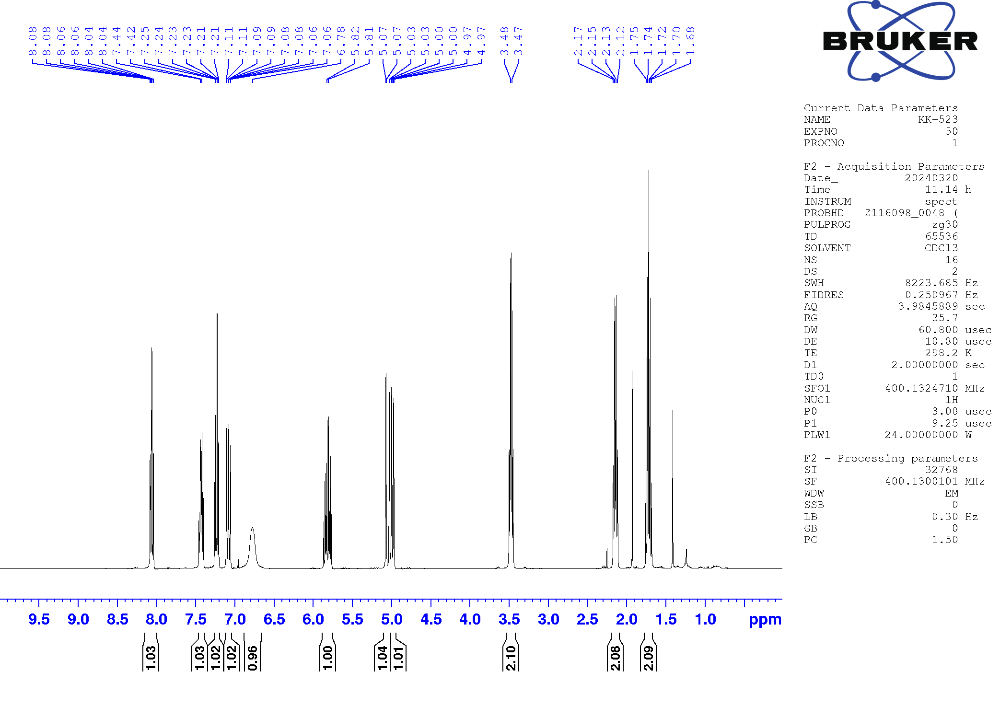 8.08 8.08 8.06 8.06 8.04 8.04 7.44 7.42 7.25 7.24 7.23 7.23 7.21 7.21 7.11 7.11 7.09 7.09 7.08 7.08 7.06 7.06 6.78 5.82 5.81 5.07 5.07 5.03 5.03 5.00 5.00 4.97 4.97 3.48 3.47 2.17 2.15 2.13 2.12 1.75 1.74 1.72 1.70 1.68
BRUKER
Current Data Parameters
NAME KK-523
EXPNO 50
PROCNO 1
F2 - Acquisition Parameters
Date_ 20240320
Time 11.14 h
INSTRUM spect
PROBHD Z116098_0048 (
PULPROG zg30
TD 65536
SOLVENT CDCl3
NS 16
DS 2
SWH 8223.685 Hz
FIDRES 0.250967 Hz
AQ 3.9845889 sec
RG 35.7
DW 60.800 usec
DE 10.80 usec
TE 298.2 K
D1 2.00000000 sec
TD0 1
SFO1 400.1324710 MHz
NUC1 1H
P0 3.08 usec
P1 9.25 usec
PLW1 24.00000000 W
F2 - Processing parameters
SI 32768
SF 400.1300101 MHz
WDW EM
SSB 0
LB 0.30 Hz
GB 0
PC 1.50
9.5 9.0 8.5 8.0 7.5 7.0 6.5 6.0 5.5 5.0 4.5 4.0 3.5 3.0 2.5 2.0 1.5 1.0 ppm
1.03 1.03 1.02 1.02 0.96 1.00 1.04 1.01 2.10 2.08 2.09